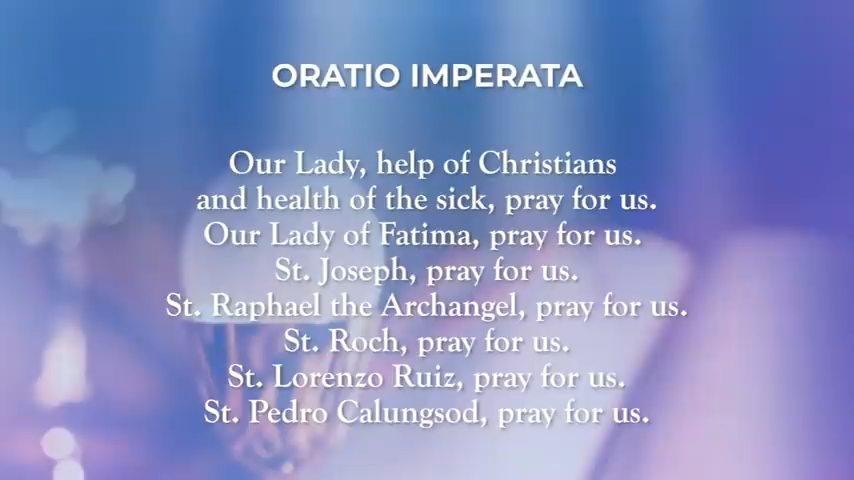 ORATIO IMPERATA
Our Lady, help of Christians
and health of the sick, pray for us.
Our Lady of Fatima, pray for us.
St. Joseph, pray for us.
St. Raphael the Archangel, pray for us.
St. Roch, pray for us.
St. Lorenzo Ruiz, pray for us.
St. Pedro Calungsod, pray for us.